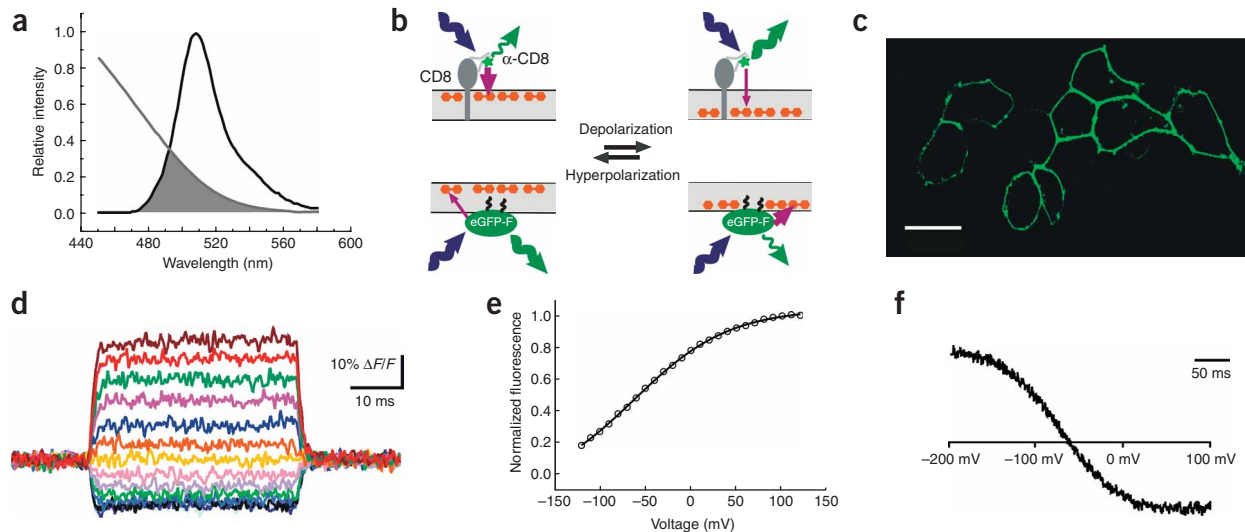 a
Relative intensity
1.0
0.8
0.6
0.4
0.2
0.0
440 480 520 560 600
Wavelength (nm)
b
CD8
α-CD8
Depolarization
Hyperpolarization
eGFP-F
eGFP-F
c
d
10% ΔF/F
10 ms
e
Normalized fluorescence
1.0
0.8
0.6
0.4
0.2
0.0
−150 −100 −50 0 50 100 150
Voltage (mV)
f
50 ms
−200 mV −100 mV 0 mV 100 mV